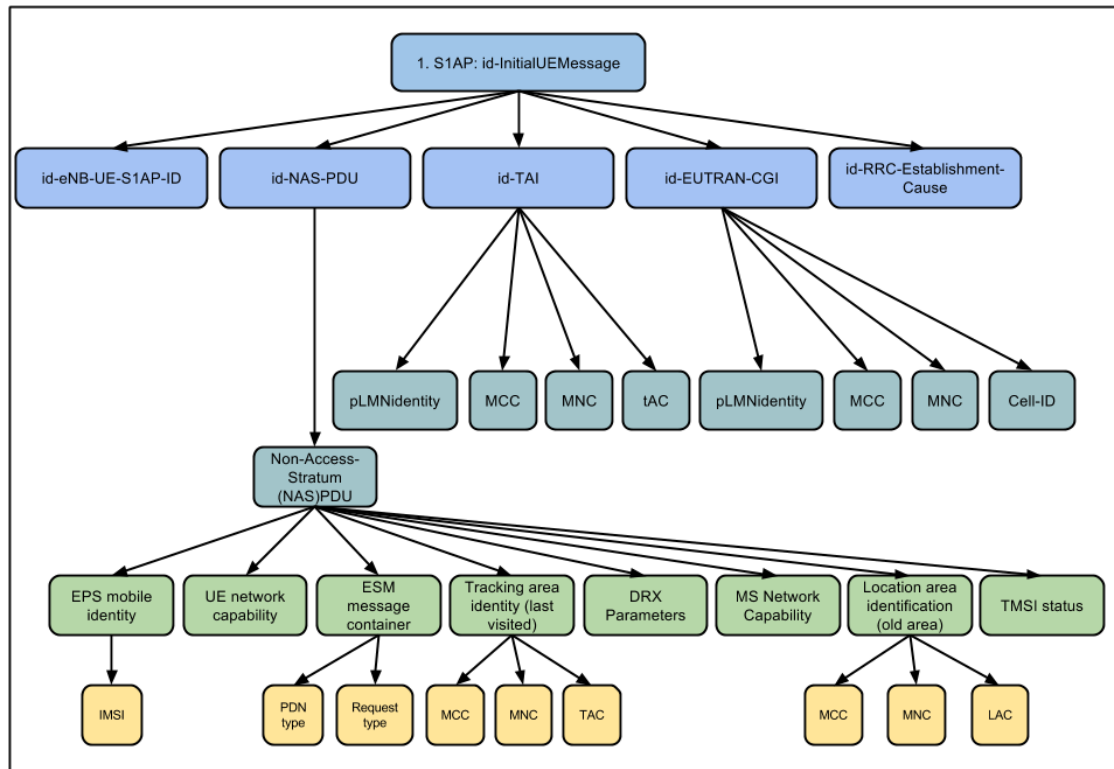 1. S1AP: id-InitialUEMessage
id-eNB-UE-S1AP-ID
id-NAS-PDU
id-TAI
id-EUTRAN-CGI
id-RRC-Establishment-
Cause
pLMNidentity
MCC
MNC
tAC
pLMNidentity
MCC
MNC
Cell-ID
Non-Access-
Stratum
(NAS)PDU
EPS mobile
identity
UE network
capability
ESM
message
container
Tracking area
identity (last
visited)
DRX
Parameters
MS Network
Capability
Location area
identification
(old area)
TMSI status
IMSI
PDN
type
Request
type
MCC
MNC
TAC
MCC
MNC
LAC